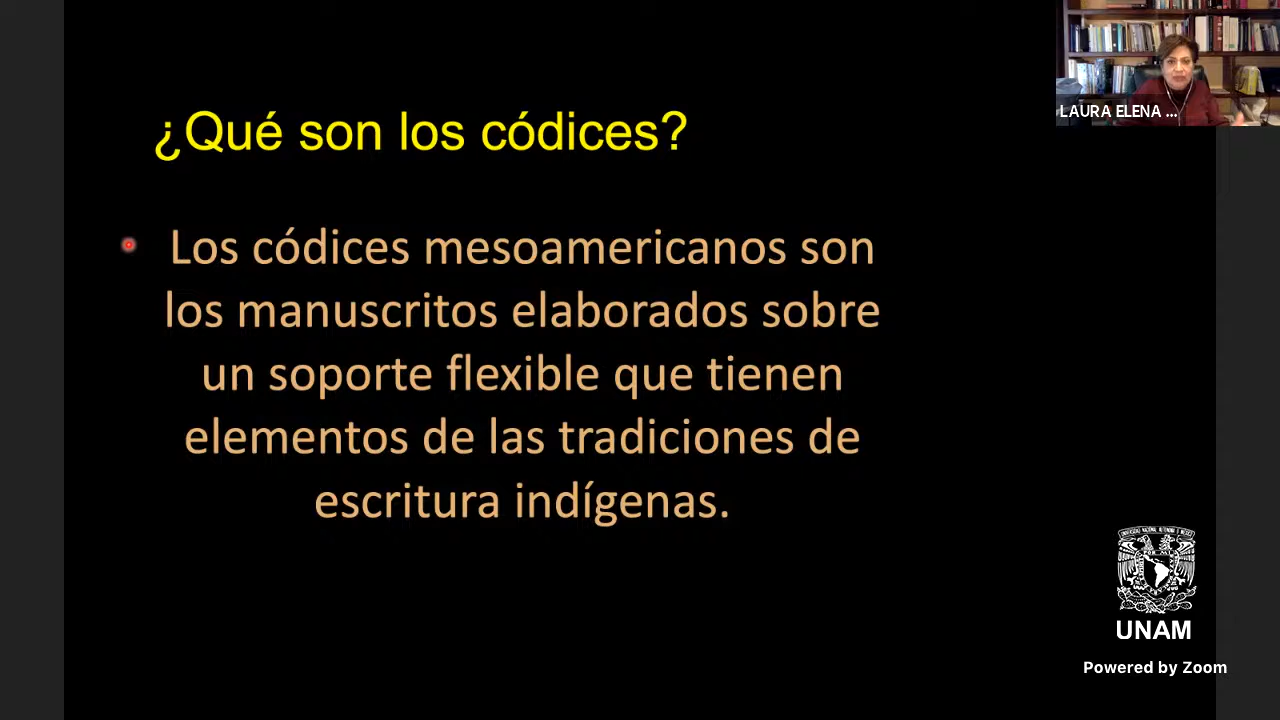 LAURA ELENA ...
¿Qué son los códices?
Los códices mesoamericanos son
los manuscritos elaborados sobre
un soporte flexible que tienen
elementos de las tradiciones de
escritura indígenas.
UNAM
Powered by Zoom